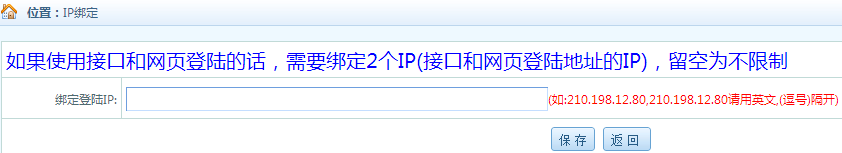 位置：IP绑定
如果使用接口和网页登陆的话，需要绑定2个IP(接口和网页登陆地址的IP)，留空为不限制
绑定登陆IP: (如:210.198.12.80,210.198.12.80请用英文,(逗号)隔开)
保存 返回